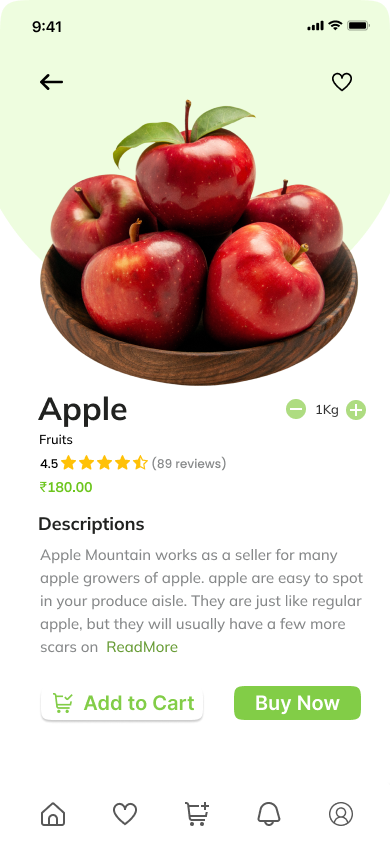 9:41
Apple
1Kg
Fruits
4.5 (89 reviews)
₹180.00
Descriptions
Apple Mountain works as a seller for many
apple growers of apple. apple are easy to spot
in your produce aisle. They are just like regular
apple, but they will usually have a few more
scars on ReadMore
Add to Cart
Buy Now